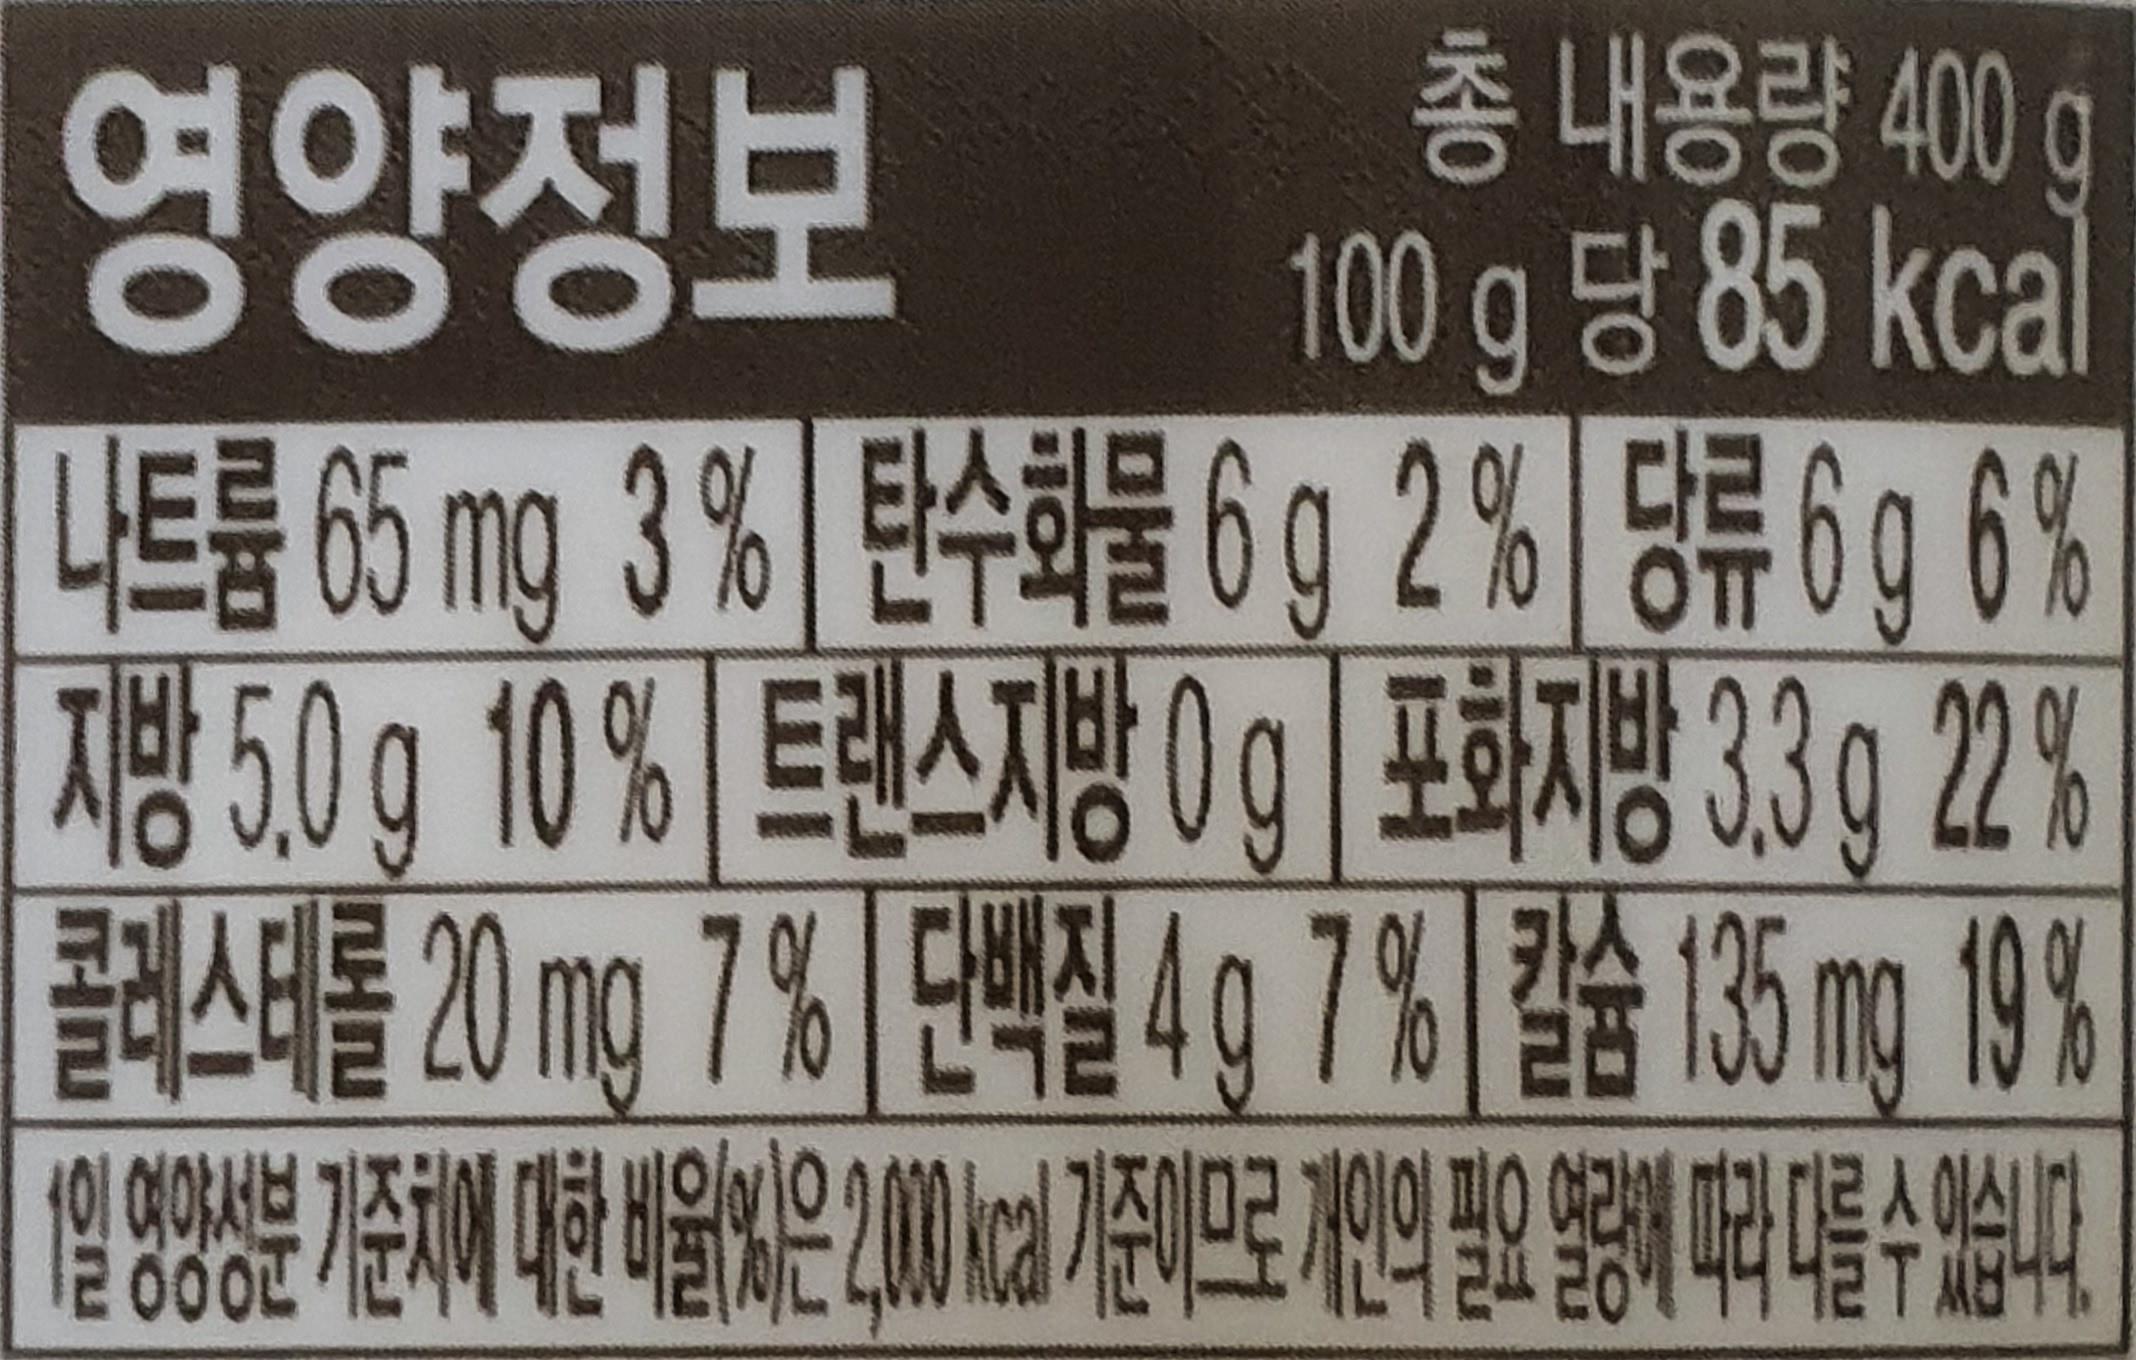 영양정보
총 내용량 400 g
100 g 당 85 kcal
나트륨 65 mg 3 % 탄수화물 6 g 2 % 당류 6 g 6 %
지방 5.0 g 10 % 트랜스지방 0 g 포화지방 3.3 g 22 %
콜레스테롤 20 mg 7 % 단백질 4 g 7 % 칼슘 135 mg 19 %
1일 영양성분 기준치에 대한 비율(%)은 2,000 kcal 기준이므로 개인의 필요 열량에 따라 다를 수 있습니다.